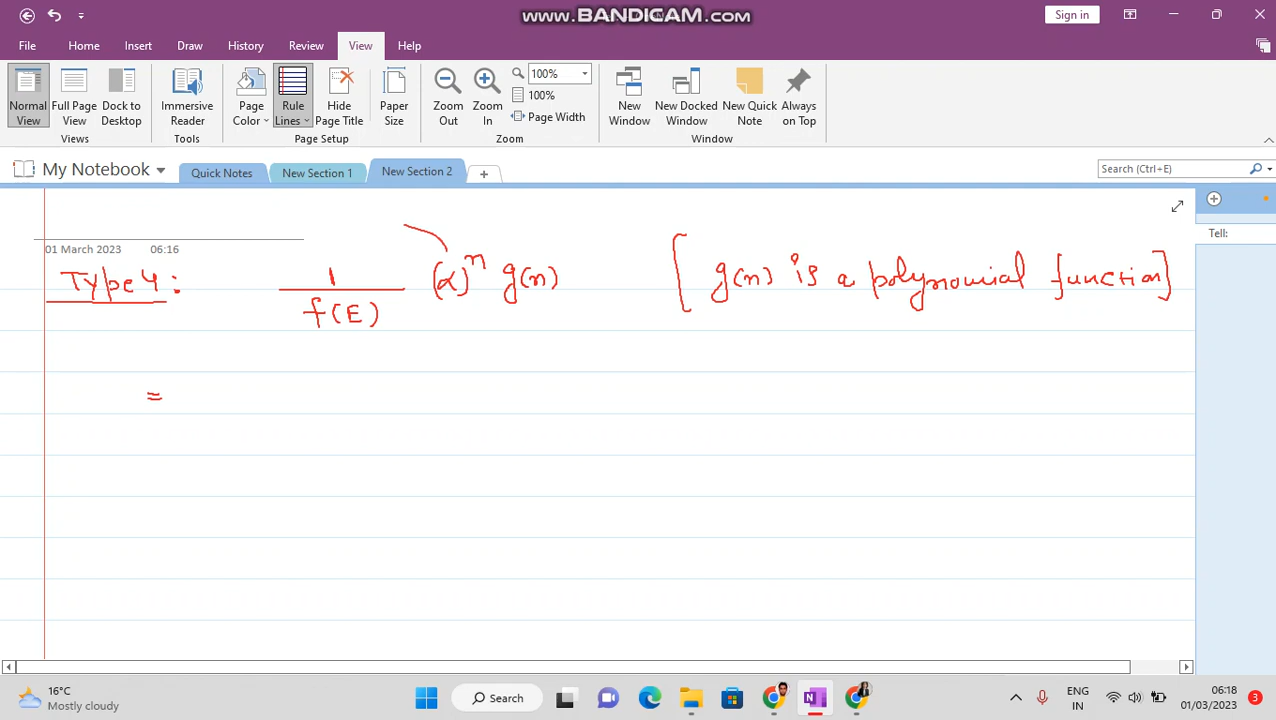 www.BANDICAM.com
Sign in
File Home Insert Draw History Review View Help
Normal View Full Page View Dock to Desktop Immersive Reader Page Color Rule Lines Hide Page Title Paper Size Zoom Out Zoom In 100% 100% Page Width New Window New Docked Window New Quick Note Always on Top
Views Tools Page Setup Zoom Window
My Notebook Quick Notes New Section 1 New Section 2 Search (Ctrl+E)
Tell:
01 March 2023 06:16
Type 4: 1/f(E) (α)^n g(n) [g(n) is a polynomial function]
=
16°C
Mostly cloudy
Search
ENG
IN
06:18
01/03/2023
3